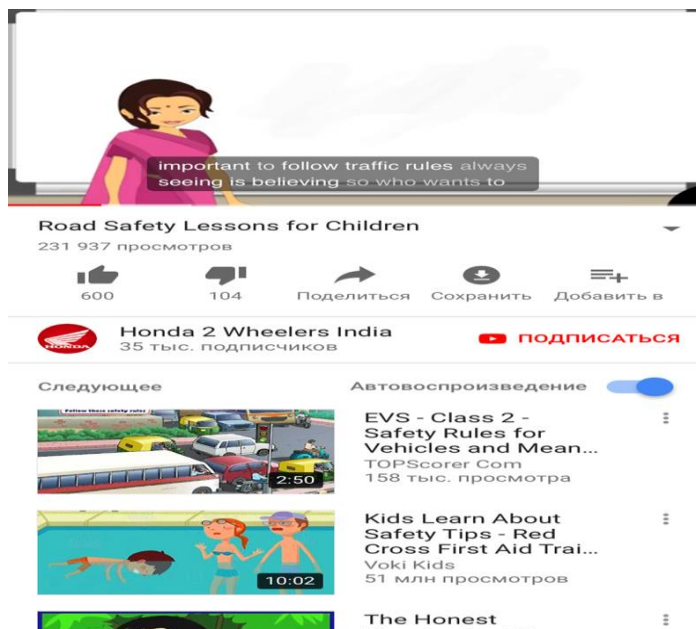 important to follow traffic rules always
seeing is believing so who wants to
Road Safety Lessons for Children
231 937 просмотров
600
104
Поделиться
Сохранить
Добавить в
HONDA
Honda 2 Wheelers India
35 тыс. подписчиков
ПОДПИСАТЬСЯ
Следующее
Автовоспроизведение
Follow these safety rules
2:50
EVS - Class 2 -
Safety Rules for
Vehicles and Mean...
TOPScorer Com
158 тыс. просмотра
10:02
Kids Learn About
Safety Tips - Red
Cross First Aid Trai...
Voki Kids
51 млн просмотров
The Honest